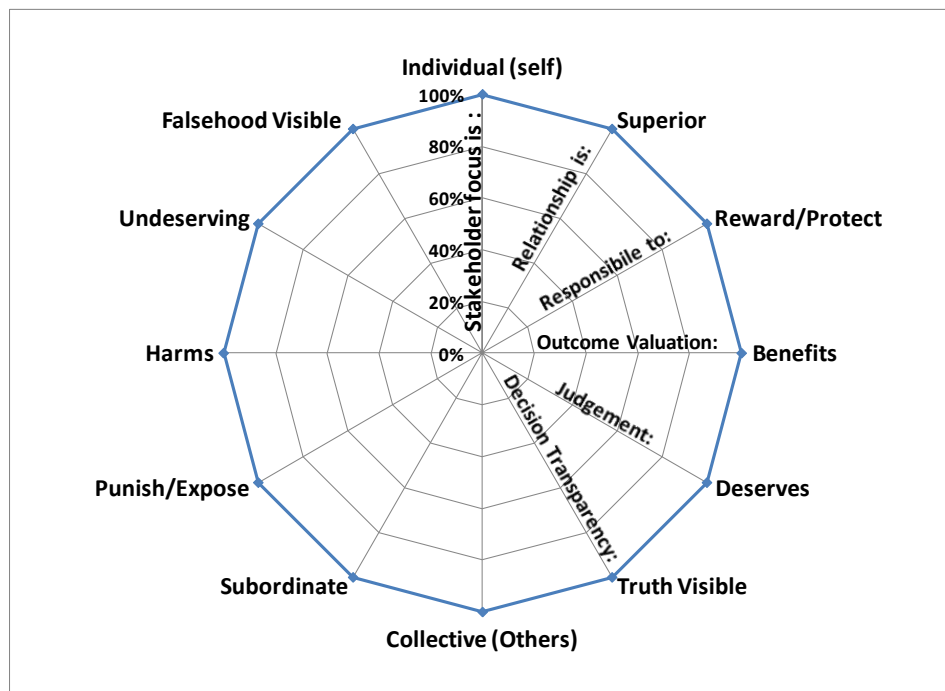 Individual (self)
100%
Falsehood Visible
Superior
80%
Stakeholder focus is :
Relationship is:
Undeserving
60%
Reward/Protect
40%
Responsibile to:
20%
Harms
0%
Outcome Valuation:
Benefits
Judgement:
Decision Transparency:
Punish/Expose
Deserves
Subordinate
Truth Visible
Collective (Others)